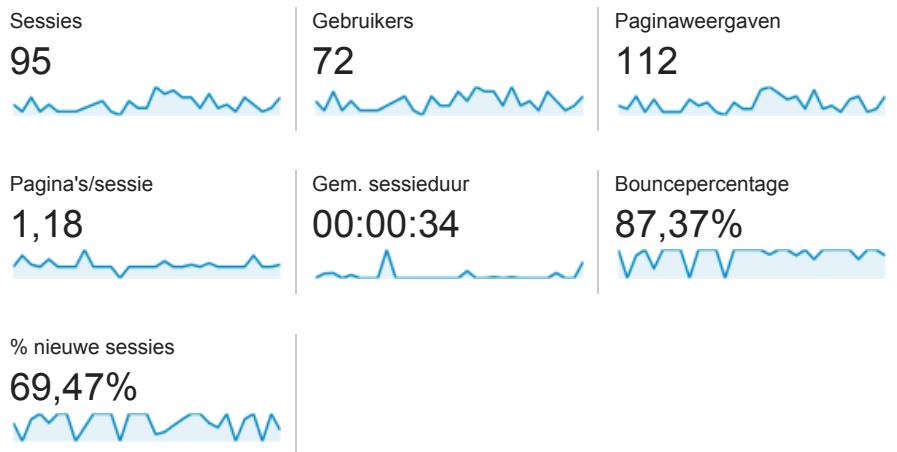 Sessies
95
Gebruikers
72
Paginaweergaven
112
Pagina's/sessie
1,18
Gem. sessieduur
00:00:34
Bouncepercentage
87,37%
% nieuwe sessies
69,47%